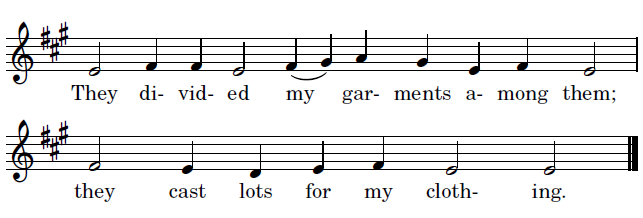 They di- vid- ed my gar- ments a- mong them;
they cast lots for my cloth- ing.